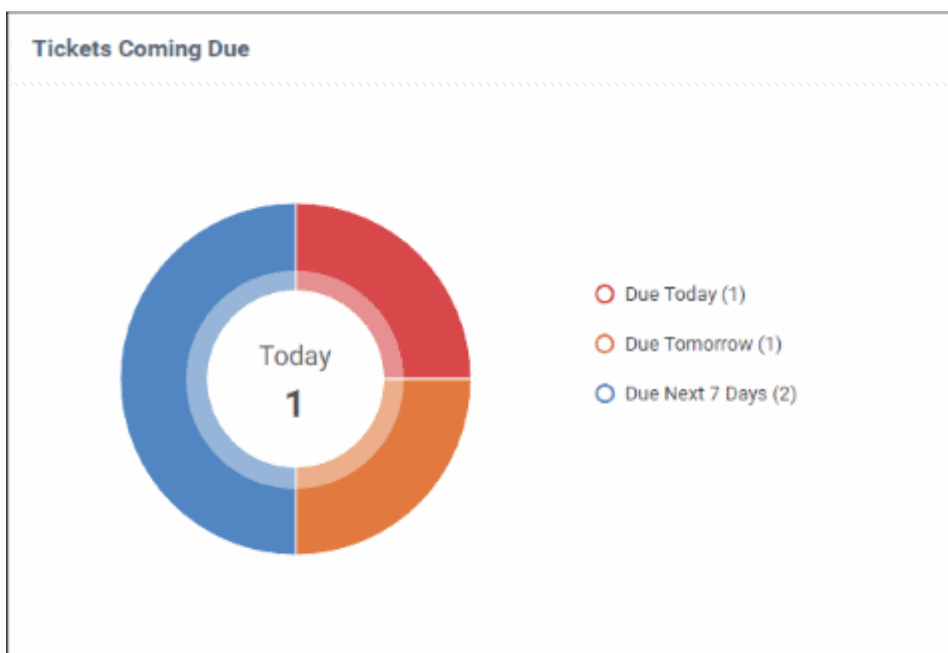 Tickets Coming Due
Today
1
Due Today (1)
Due Tomorrow (1)
Due Next 7 Days (2)